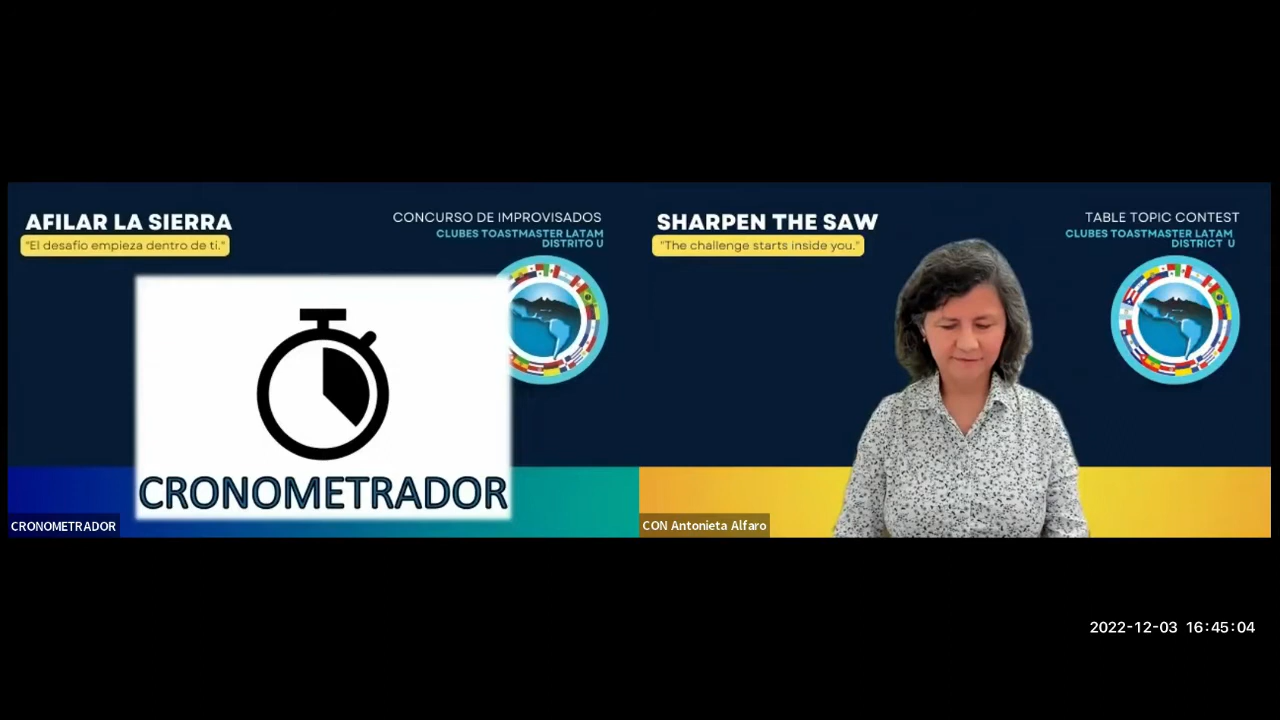 AFILAR LA SIERRA
"El desafío empieza dentro de ti."
CONCURSO DE IMPROVISADOS
CLUBES TOASTMASTER LATAM
DISTRITO U
CRONOMETRADOR
CRONOMETRADOR
SHARPEN THE SAW
"The challenge starts inside you."
TABLE TOPIC CONTEST
CLUBES TOASTMASTER LATAM
DISTRICT U
CON Antonieta Alfaro
2022-12-03 16:45:04